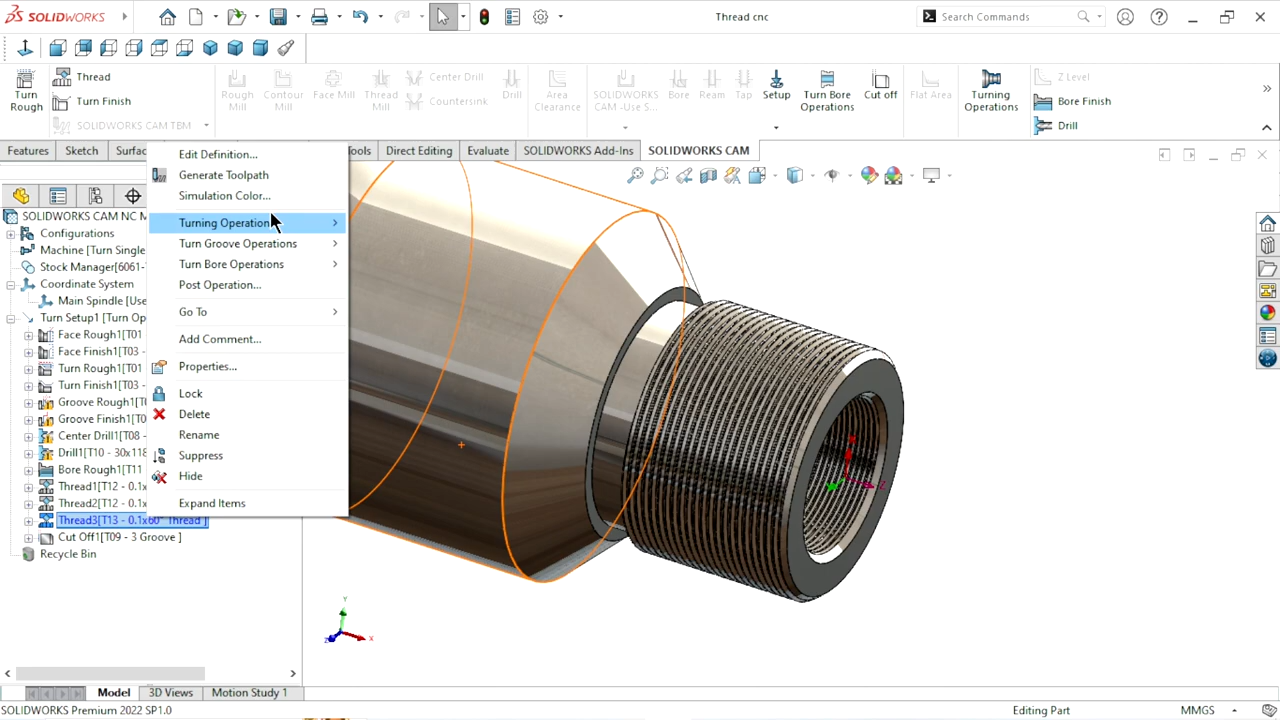 SOLIDWORKS
Thread cnc
Search Commands
Turn Rough
Thread
Turn Finish
SOLIDWORKS CAM TBM
Rough Mill
Contour Mill
Face Mill
Thread Mill
Center Drill
Countersink
Drill
Area Clearance
SOLIDWORKS CAM -Use S...
Bore
Ream
Tap
Setup
Turn Bore Operations
Cut off
Flat Area
Turning Operations
Z Level
Bore Finish
Drill
Features
Sketch
Surfac
Tools
Direct Editing
Evaluate
SOLIDWORKS Add-Ins
SOLIDWORKS CAM
SOLIDWORKS CAM NC M
Configurations
Machine [Turn Single
Stock Manager[6061-
Coordinate System
Main Spindle [Use
Turn Setup1 [Turn Op
Face Rough1[T01
Face Finish1[T03 -
Turn Rough1[T01
Turn Finish1[T03 -
Groove Rough1[T0
Groove Finish1[T0
Center Drill1[T08 -
Drill1[T10 - 30x118
Bore Rough1[T11
Thread1[T12 - 0.1x
Thread2[T12 - 0.1x
Thread3[T13 - 0.1x60° Thread ]
Cut Off1[T09 - 3 Groove ]
Recycle Bin
Edit Definition...
Generate Toolpath
Simulation Color...
Turning Operation
Turn Groove Operations
Turn Bore Operations
Post Operation...
Go To
Add Comment...
Properties...
Lock
Delete
Rename
Suppress
Hide
Expand Items
Y
X
Z
Model
3D Views
Motion Study 1
SOLIDWORKS Premium 2022 SP1.0
Editing Part
MMGS